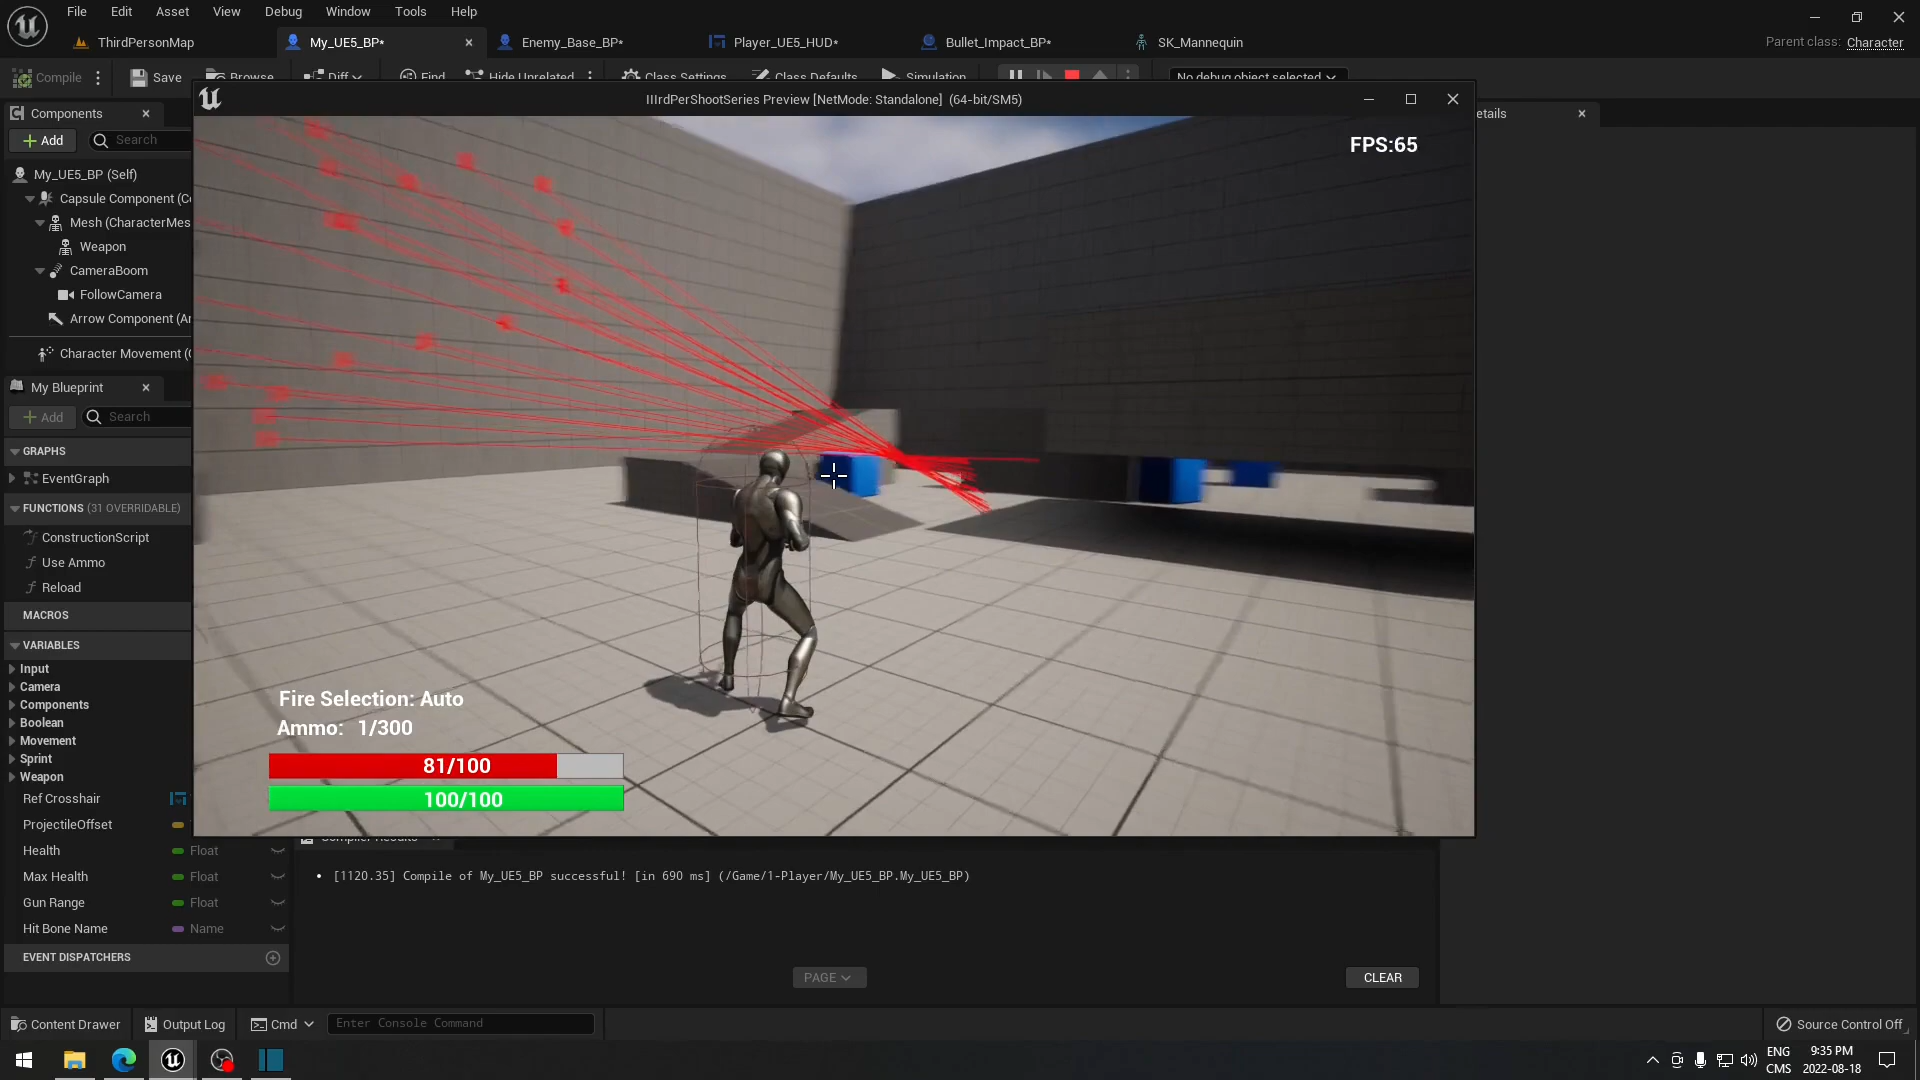 File Edit Asset View Debug Window Tools Help
ThirdPersonMap My_UE5_BP* Enemy_Base_BP* Player_UE5_HUD* Bullet_Impact_BP* SK_Mannequin Parent class: Character
Compile Save Browse Diff Find Hide Unrelated Class Settings Class Defaults Simulation No debug object selected
IIIrdPerShootSeries Preview [NetMode: Standalone] (64-bit/SM5)
Components
etails
Add Search
FPS:65
My_UE5_BP (Self)
Capsule Component (C
Mesh (CharacterMes
Weapon
CameraBoom
FollowCamera
Arrow Component (Ar
Character Movement (
My Blueprint
Add Search
GRAPHS
EventGraph
FUNCTIONS (31 OVERRIDABLE)
ConstructionScript
Use Ammo
Reload
MACROS
VARIABLES
Input
Camera
Components
Boolean
Movement
Sprint
Weapon
Ref Crosshair
ProjectileOffset
Health Float
Max Health Float
Gun Range Float
Hit Bone Name Name
EVENT DISPATCHERS
Fire Selection: Auto
Ammo: 1/300
81/100
100/100
Compiler Results
[1120.35] Compile of My_UE5_BP successful! [in 690 ms] (/Game/1-Player/My_UE5_BP.My_UE5_BP)
PAGE CLEAR
Content Drawer Output Log Cmd Enter Console Command Source Control Off
ENG 9:35 PM
CMS 2022-08-18